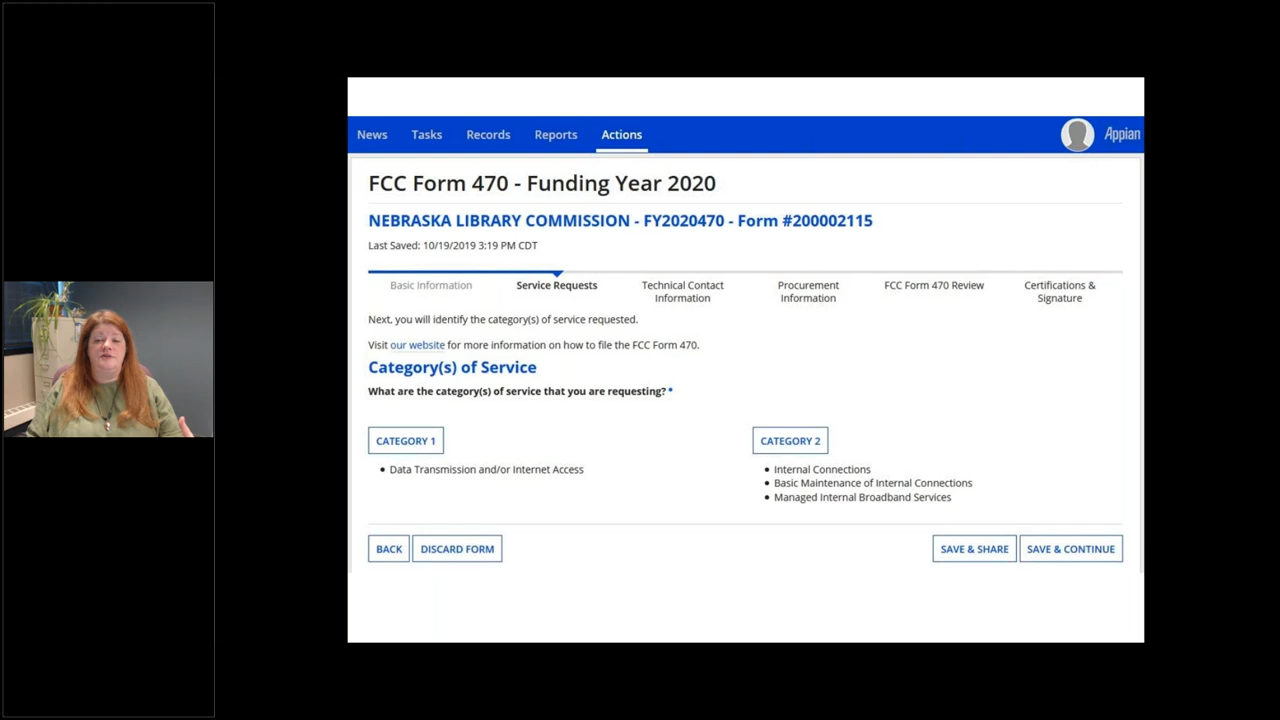 News Tasks Records Reports Actions Appian
FCC Form 470 - Funding Year 2020
NEBRASKA LIBRARY COMMISSION - FY2020470 - Form #200002115
Last Saved: 10/19/2019 3:19 PM CDT
Basic Information
Service Requests
Technical Contact
Information
Procurement
Information
FCC Form 470 Review
Certifications &
Signature
Next, you will identify the category(s) of service requested.
Visit our website for more information on how to file the FCC Form 470.
Category(s) of Service
What are the category(s) of service that you are requesting? *
CATEGORY 1
• Data Transmission and/or Internet Access
CATEGORY 2
• Internal Connections
• Basic Maintenance of Internal Connections
• Managed Internal Broadband Services
BACK DISCARD FORM SAVE & SHARE SAVE & CONTINUE